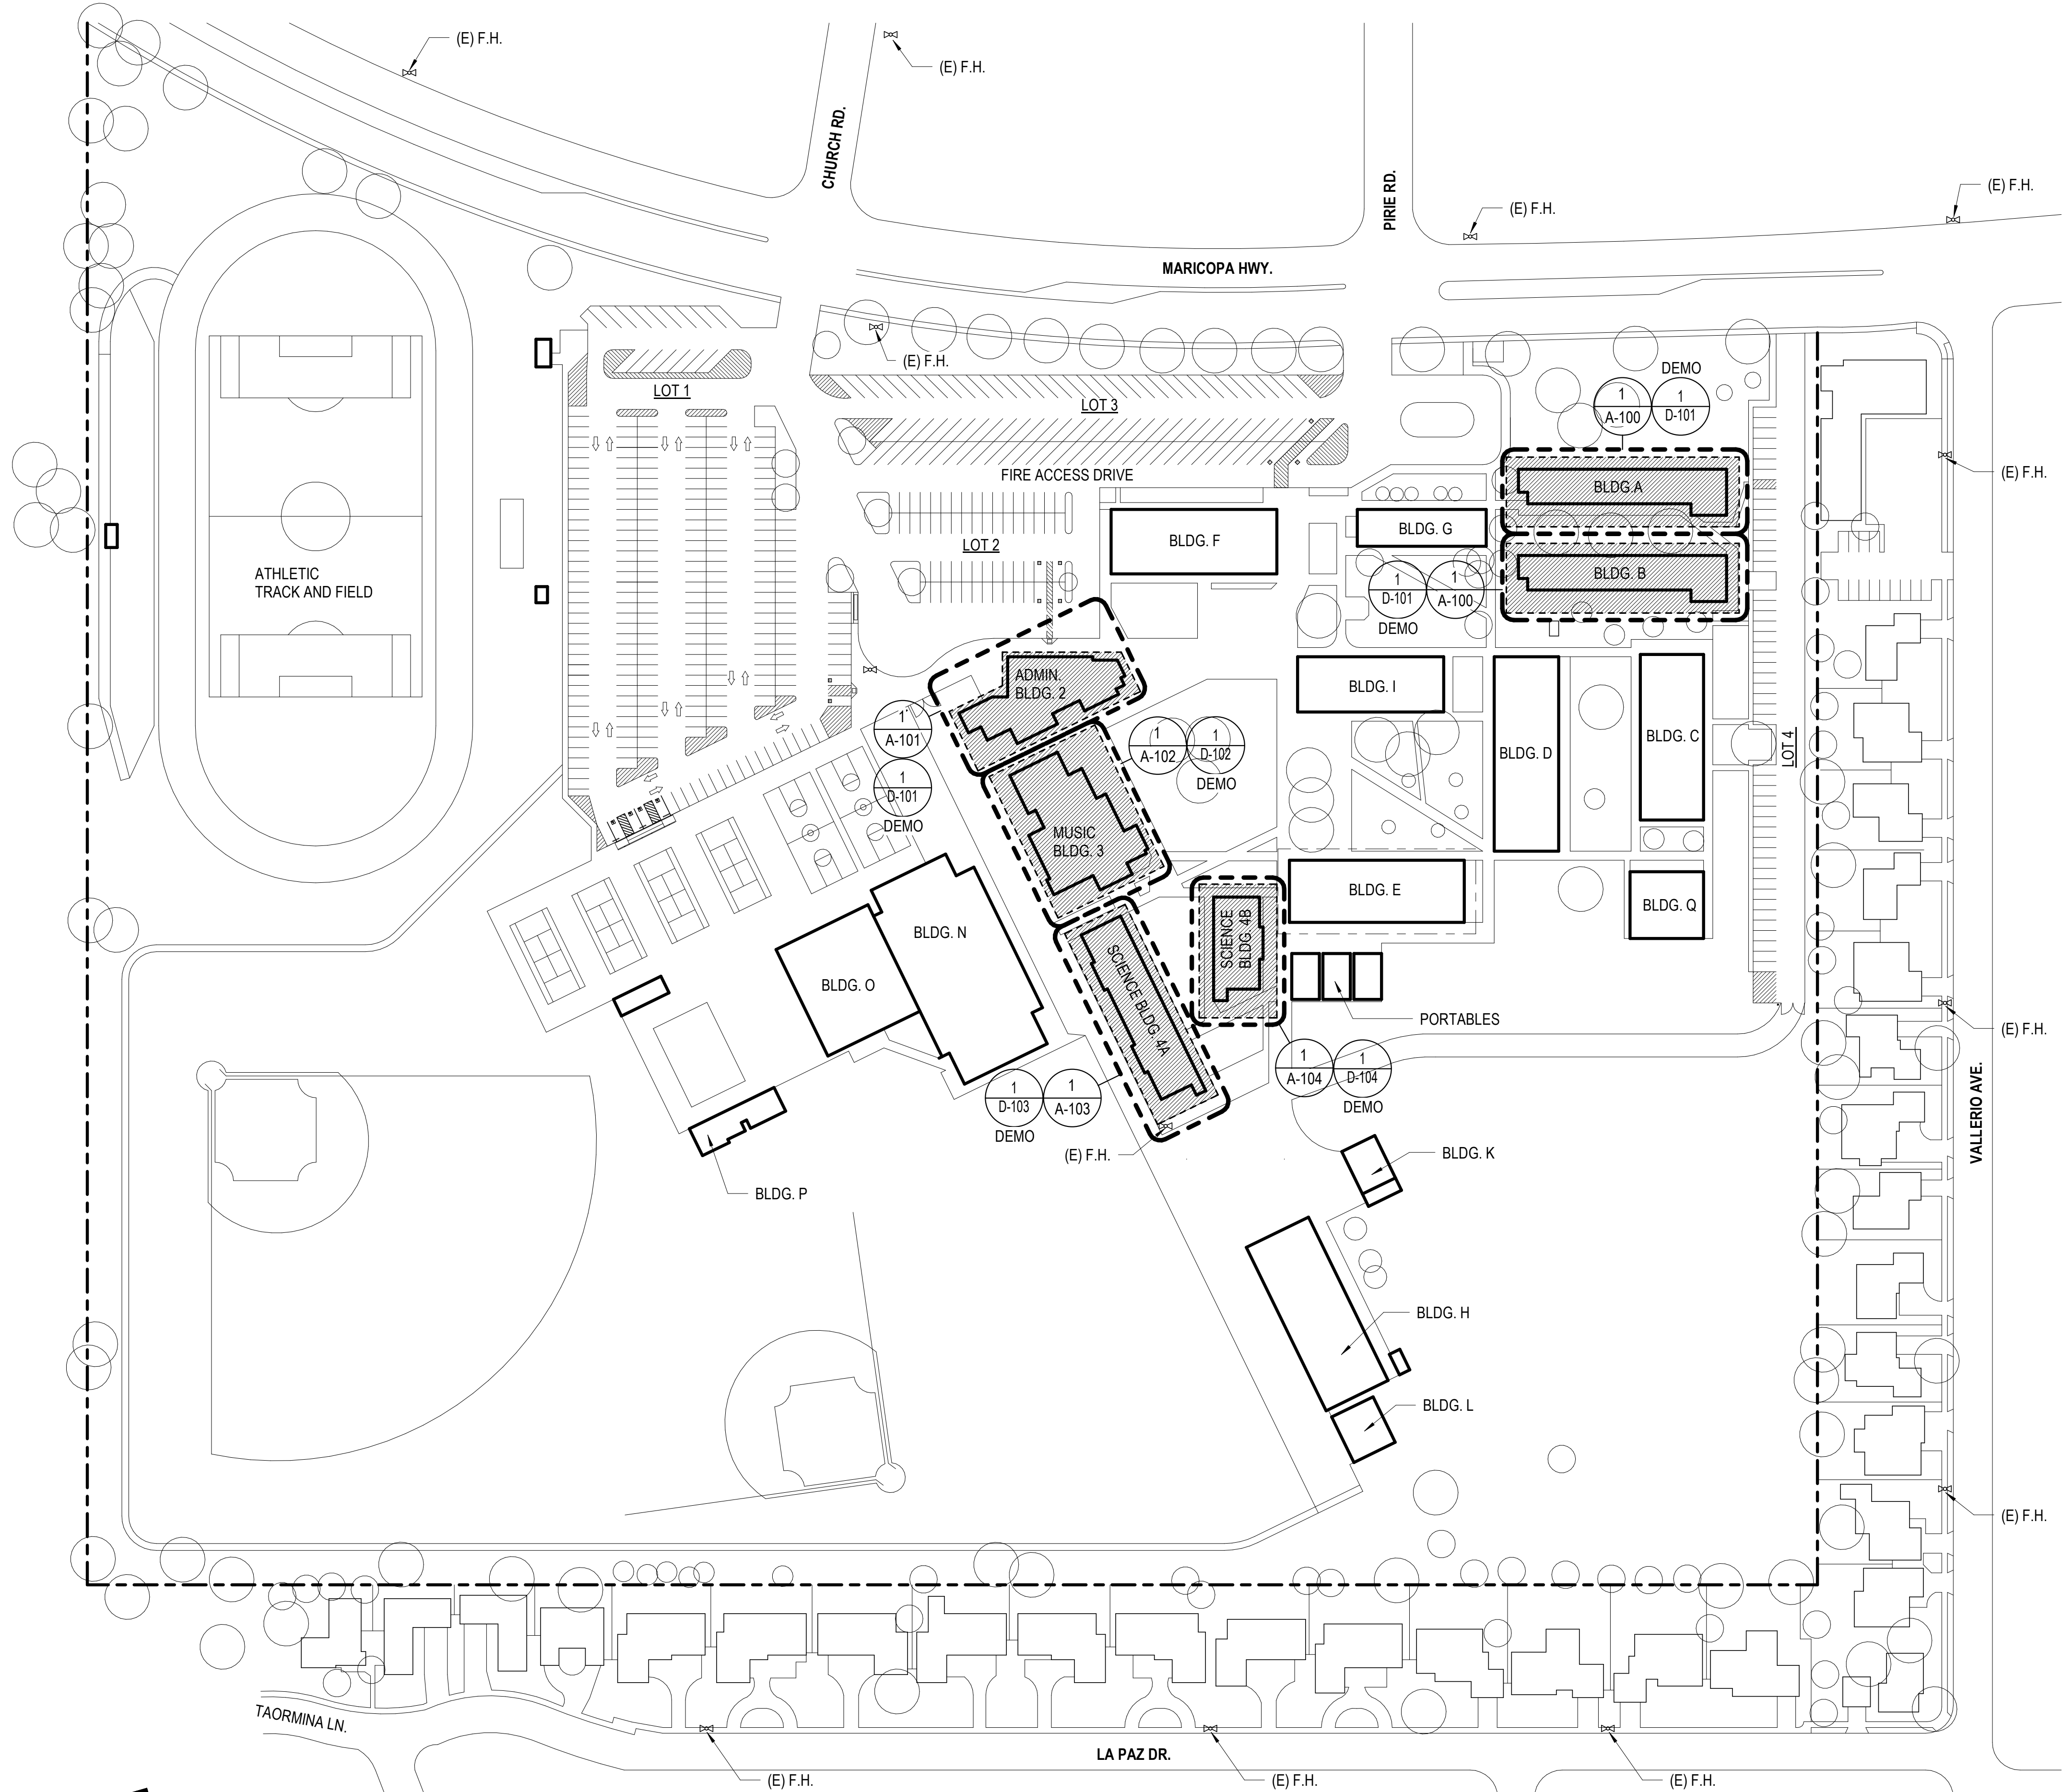 (E) F.H.
(E) F.H.
CHURCH RD.
PIRIE RD.
(E) F.H.
(E) F.H.
MARICOPA HWY.
(E) F.H.
LOT 1
LOT 3
DEMO
1
A-100
1
D-101
FIRE ACCESS DRIVE
(E) F.H.
BLDG.A
BLDG. F
BLDG. G
LOT 2
BLDG. B
ATHLETIC
TRACK AND FIELD
1
D-101
1
A-100
DEMO
ADMIN.
BLDG. 2
BLDG. I
1
A-101
1
A-102
1
D-102
DEMO
BLDG. D
BLDG. C
LOT 4
1
D-101
DEMO
MUSIC
BLDG. 3
BLDG. E
BLDG. Q
BLDG. N
SCIENCE
BLDG. 4B
BLDG. O
SCIENCE BLDG. 4A
PORTABLES
(E) F.H.
1
A-104
1
D-104
DEMO
1
D-103
1
A-103
DEMO
VALLERIO AVE.
(E) F.H.
BLDG. K
BLDG. P
BLDG. H
BLDG. L
(E) F.H.
TAORMINA LN.
LA PAZ DR.
(E) F.H.
(E) F.H.
(E) F.H.